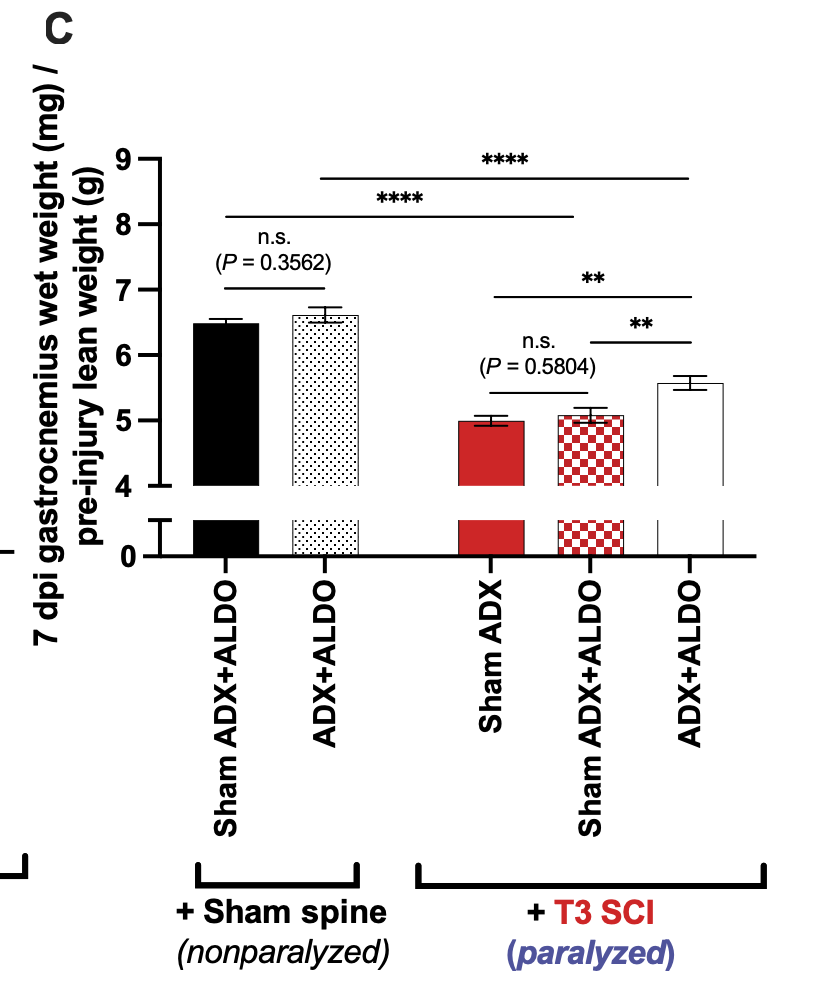 C
7 dpi gastrocnemius wet weight (mg) /
pre-injury lean weight (g)
9
8
7
6
5
4
0
****
****
n.s.
(P = 0.3562)
**
**
n.s.
(P = 0.5804)
Sham ADX+ALDO
ADX+ALDO
Sham ADX
Sham ADX+ALDO
ADX+ALDO
+ Sham spine
(nonparalyzed)
+ T3 SCI
(paralyzed)